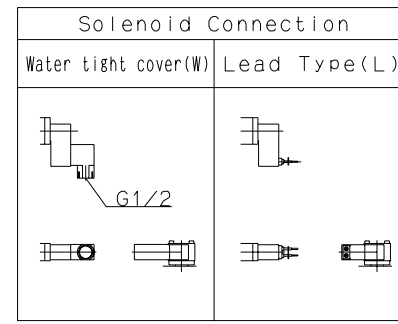 Solenoid Connection
Water tight cover(W)
Lead Type(L)
G1/2